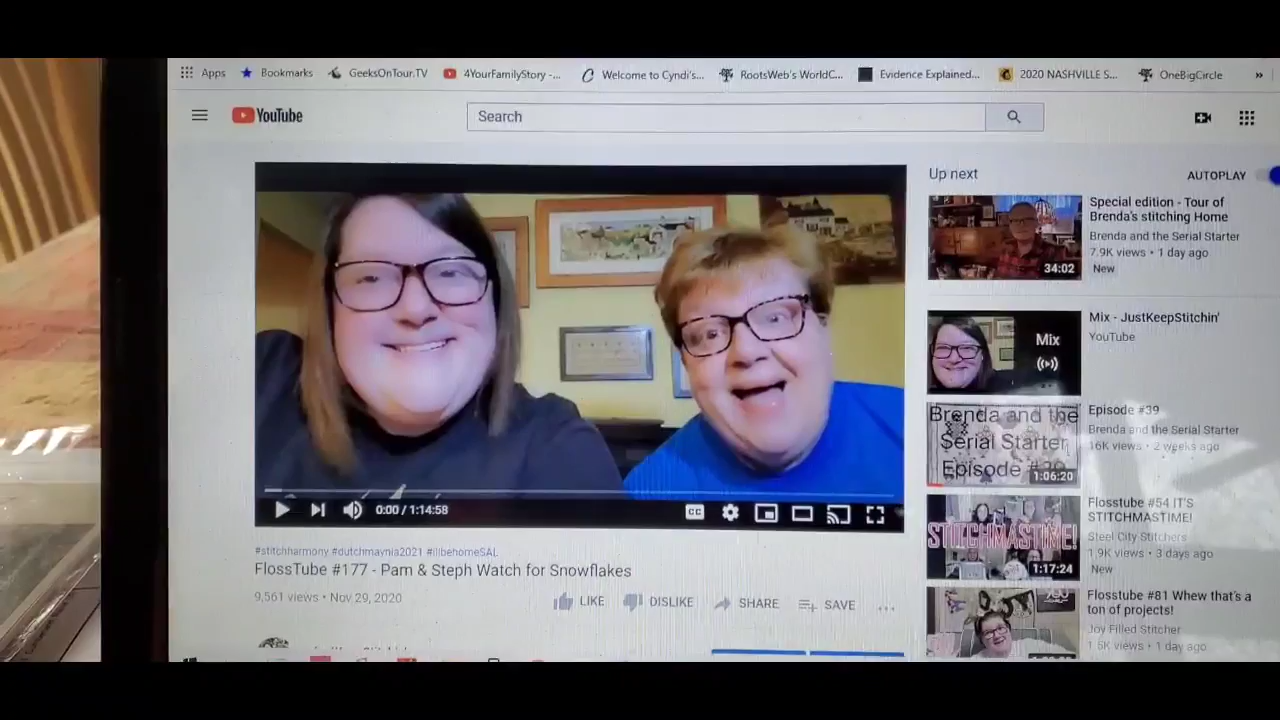 Apps Bookmarks GeeksOnTour.TV 4YourFamilyStory -... Welcome to Cyndi's... RootsWeb's WorldC... Evidence Explained... 2020 NASHVILLE S... OneBigCircle »
YouTube
Search
Up next
AUTOPLAY
Special edition - Tour of
Brenda's stitching Home
Brenda and the Serial Starter
7.9K views • 1 day ago
New
34:02
Mix - JustKeepStitchin'
YouTube
Mix
Episode #39
Brenda and the Serial Starter
16K views • 2 weeks ago
Brenda and the
Serial Starter
Episode #39
1:06:20
Flosstube #54 IT'S
STITCHMASTIME!
Steel City Stitchers
1.9K views • 3 days ago
New
STITCHMASTIME!
1:17:24
Flosstube #81 Whew that's a
ton of projects!
Joy Filled Stitcher
1.5K views • 1 day ago
0:00 / 1:14:58
CC
#stitchharmony #dutchmaynia2021 #illbehomeSAL
FlossTube #177 - Pam & Steph Watch for Snowflakes
9,561 views • Nov 29, 2020
LIKE DISLIKE SHARE SAVE ...